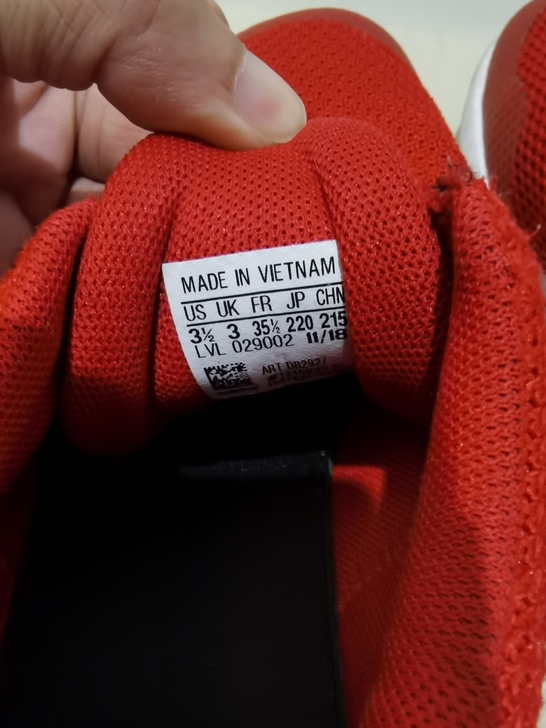 MADE IN VIETNAM
US UK FR JP CHN
3½ 3 35½ 220 215
LVL 029002 11/18
ART